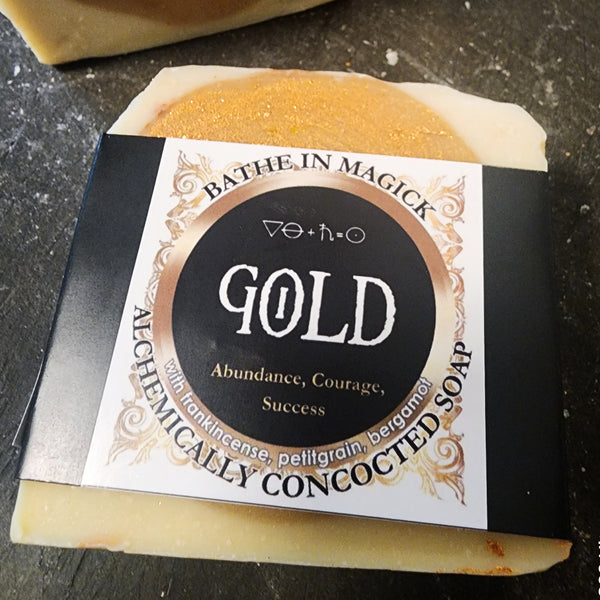 BATHE IN MAGICK
🜄🜔+♄=☉
GOLD
Abundance, Courage,
Success
with frankincense, petitgrain, bergamot
ALCHEMICALLY CONCOCTED SOAP